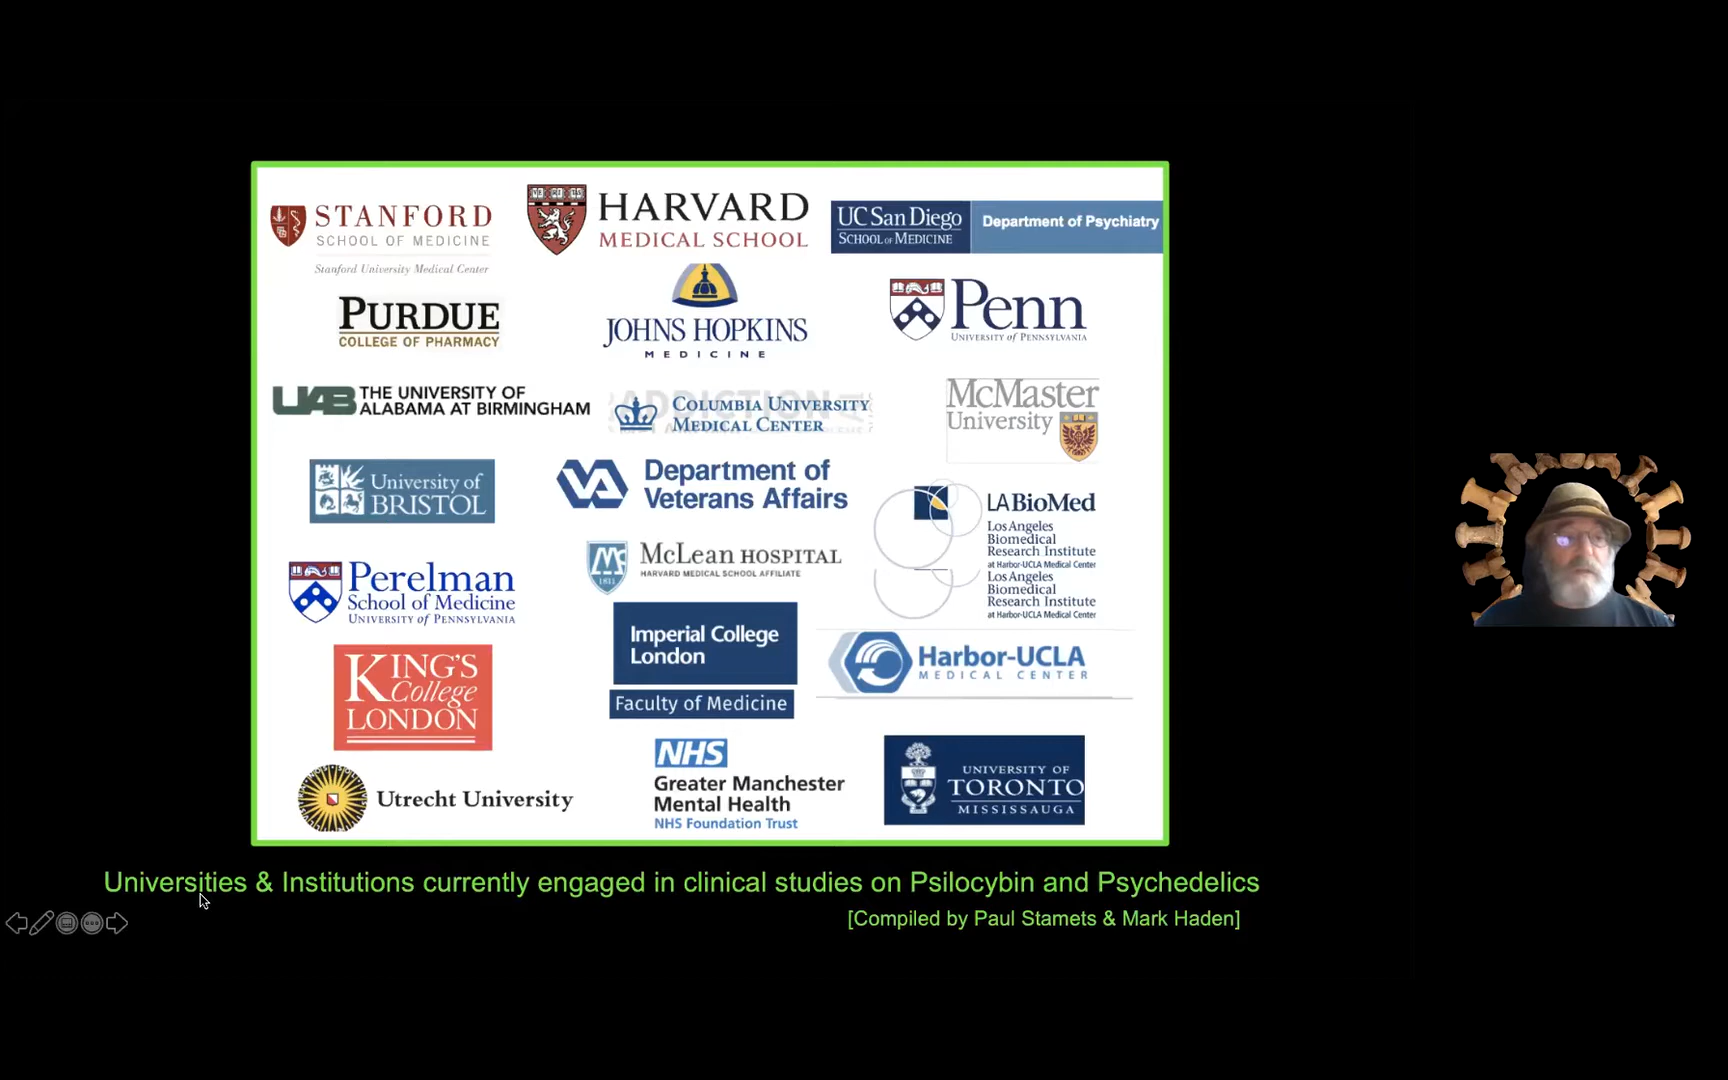 STANFORD
SCHOOL OF MEDICINE
Stanford University Medical Center
HARVARD
MEDICAL SCHOOL
UC San Diego
SCHOOL OF MEDICINE
Department of Psychiatry
PURDUE
COLLEGE OF PHARMACY
JOHNS HOPKINS
MEDICINE
Penn
UNIVERSITY of PENNSYLVANIA
UAB THE UNIVERSITY OF
ALABAMA AT BIRMINGHAM
ADDICTION
COLUMBIA UNIVERSITY
MEDICAL CENTER
McMaster
University
University of
BRISTOL
VA
Department of
Veterans Affairs
LA BioMed
Los Angeles
Biomedical
Research Institute
at Harbor-UCLA Medical Center
Los Angeles
Biomedical
Research Institute
at Harbor-UCLA Medical Center
McLEAN HOSPITAL
HARVARD MEDICAL SCHOOL AFFILIATE
1811
Perelman
School of Medicine
UNIVERSITY of PENNSYLVANIA
Imperial College
London
Faculty of Medicine
Harbor-UCLA
MEDICAL CENTER
KING'S
College
LONDON
NHS
Greater Manchester
Mental Health
NHS Foundation Trust
UNIVERSITY OF
TORONTO
MISSISSAUGA
Utrecht University
Universities & Institutions currently engaged in clinical studies on Psilocybin and Psychedelics
[Compiled by Paul Stamets & Mark Haden]